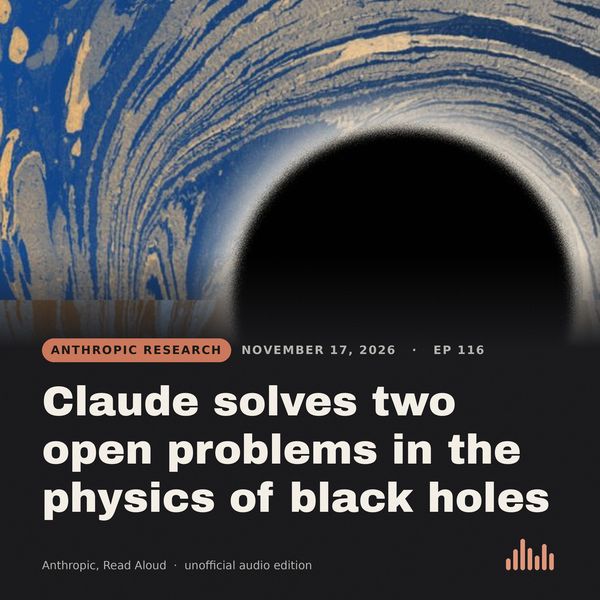 ANTHROPIC RESEARCH NOVEMBER 17, 2026 · EP 116
Claude solves two
open problems in the
physics of black holes
Anthropic, Read Aloud · unofficial audio edition